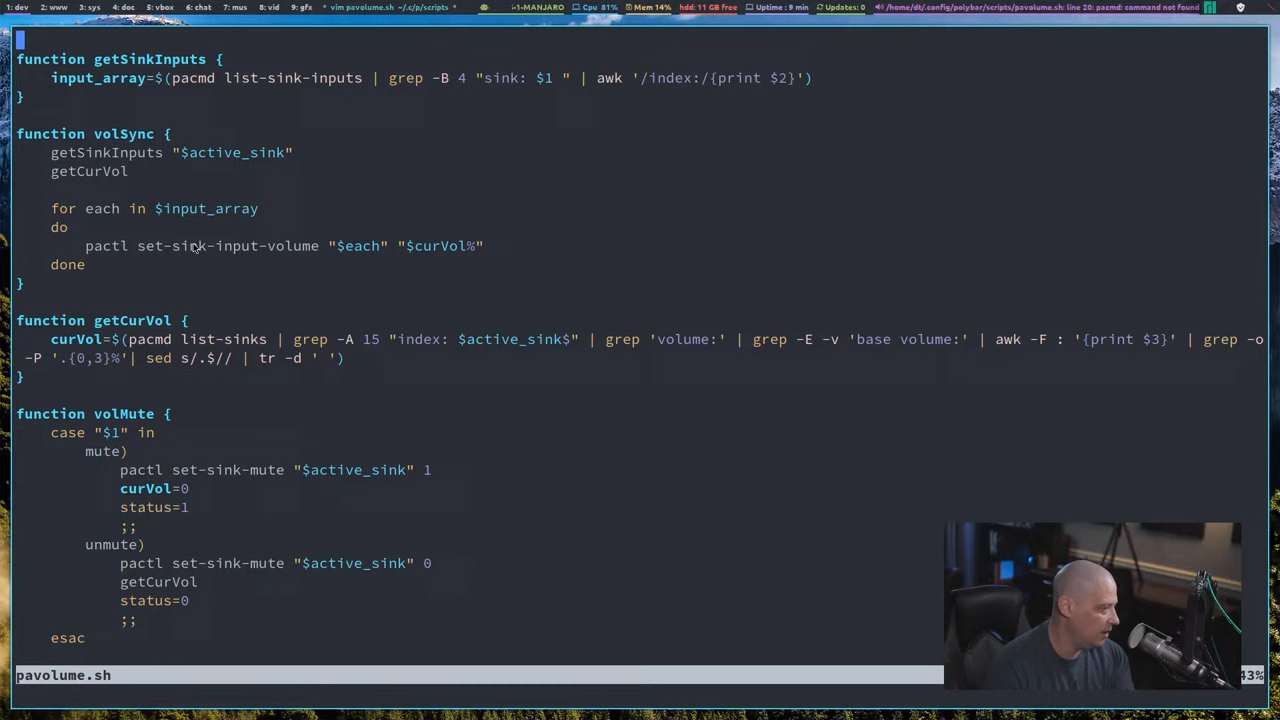 1: dev 2: www 3: sys 4: doc 5: vbox 6: chat 7: mus 8: vid 9: gfx * vim pavolume.sh ~/.c/p/scripts * i-1-MANJARO Cpu 81% Mem 14% hdd: 11 GB free Uptime : 9 min Updates: 0 /home/dt/.config/polybar/scripts/pavolume.sh: line 20: pacmd: command not found
function getSinkInputs {
input_array=$(pacmd list-sink-inputs | grep -B 4 "sink: $1 " | awk '/index:/{print $2}')
}
function volSync {
getSinkInputs "$active_sink"
getCurVol
for each in $input_array
do
pactl set-sink-input-volume "$each" "$curVol%"
done
}
function getCurVol {
curVol=$(pacmd list-sinks | grep -A 15 "index: $active_sink$" | grep 'volume:' | grep -E -v 'base volume:' | awk -F : '{print $3}' | grep -o
-P '.{0,3}%'| sed s/.$// | tr -d ' ')
}
function volMute {
case "$1" in
mute)
pactl set-sink-mute "$active_sink" 1
curVol=0
status=1
;;
unmute)
pactl set-sink-mute "$active_sink" 0
getCurVol
status=0
;;
esac
pavolume.sh 43%